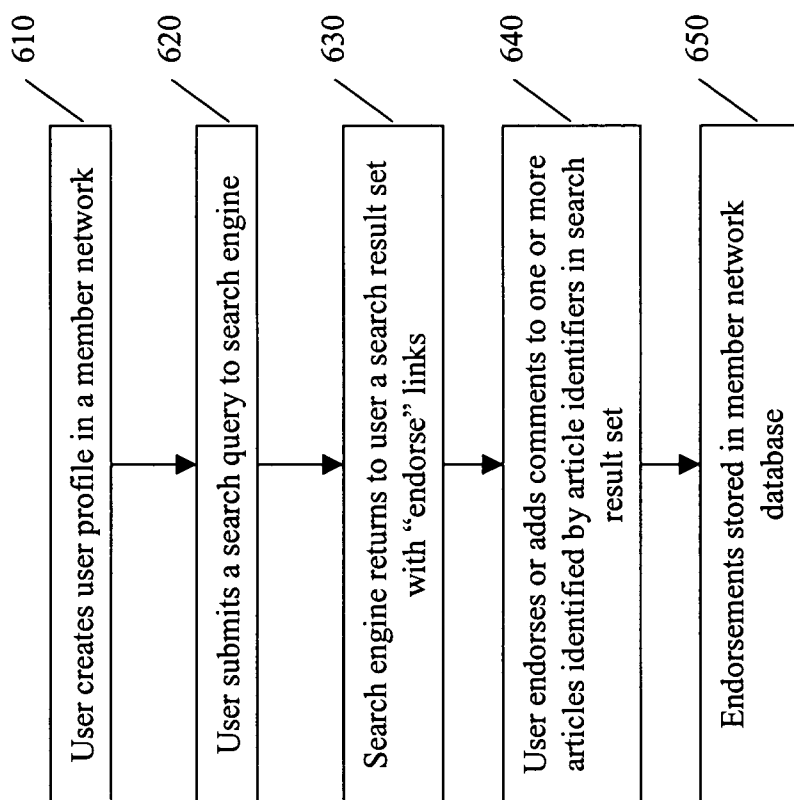 610
User creates user profile in a member network
620
User submits a search query to search engine
630
Search engine returns to user a search result set
with “endorse” links
640
User endorses or adds comments to one or more
articles identified by article identifiers in search
result set
650
Endorsements stored in member network
database